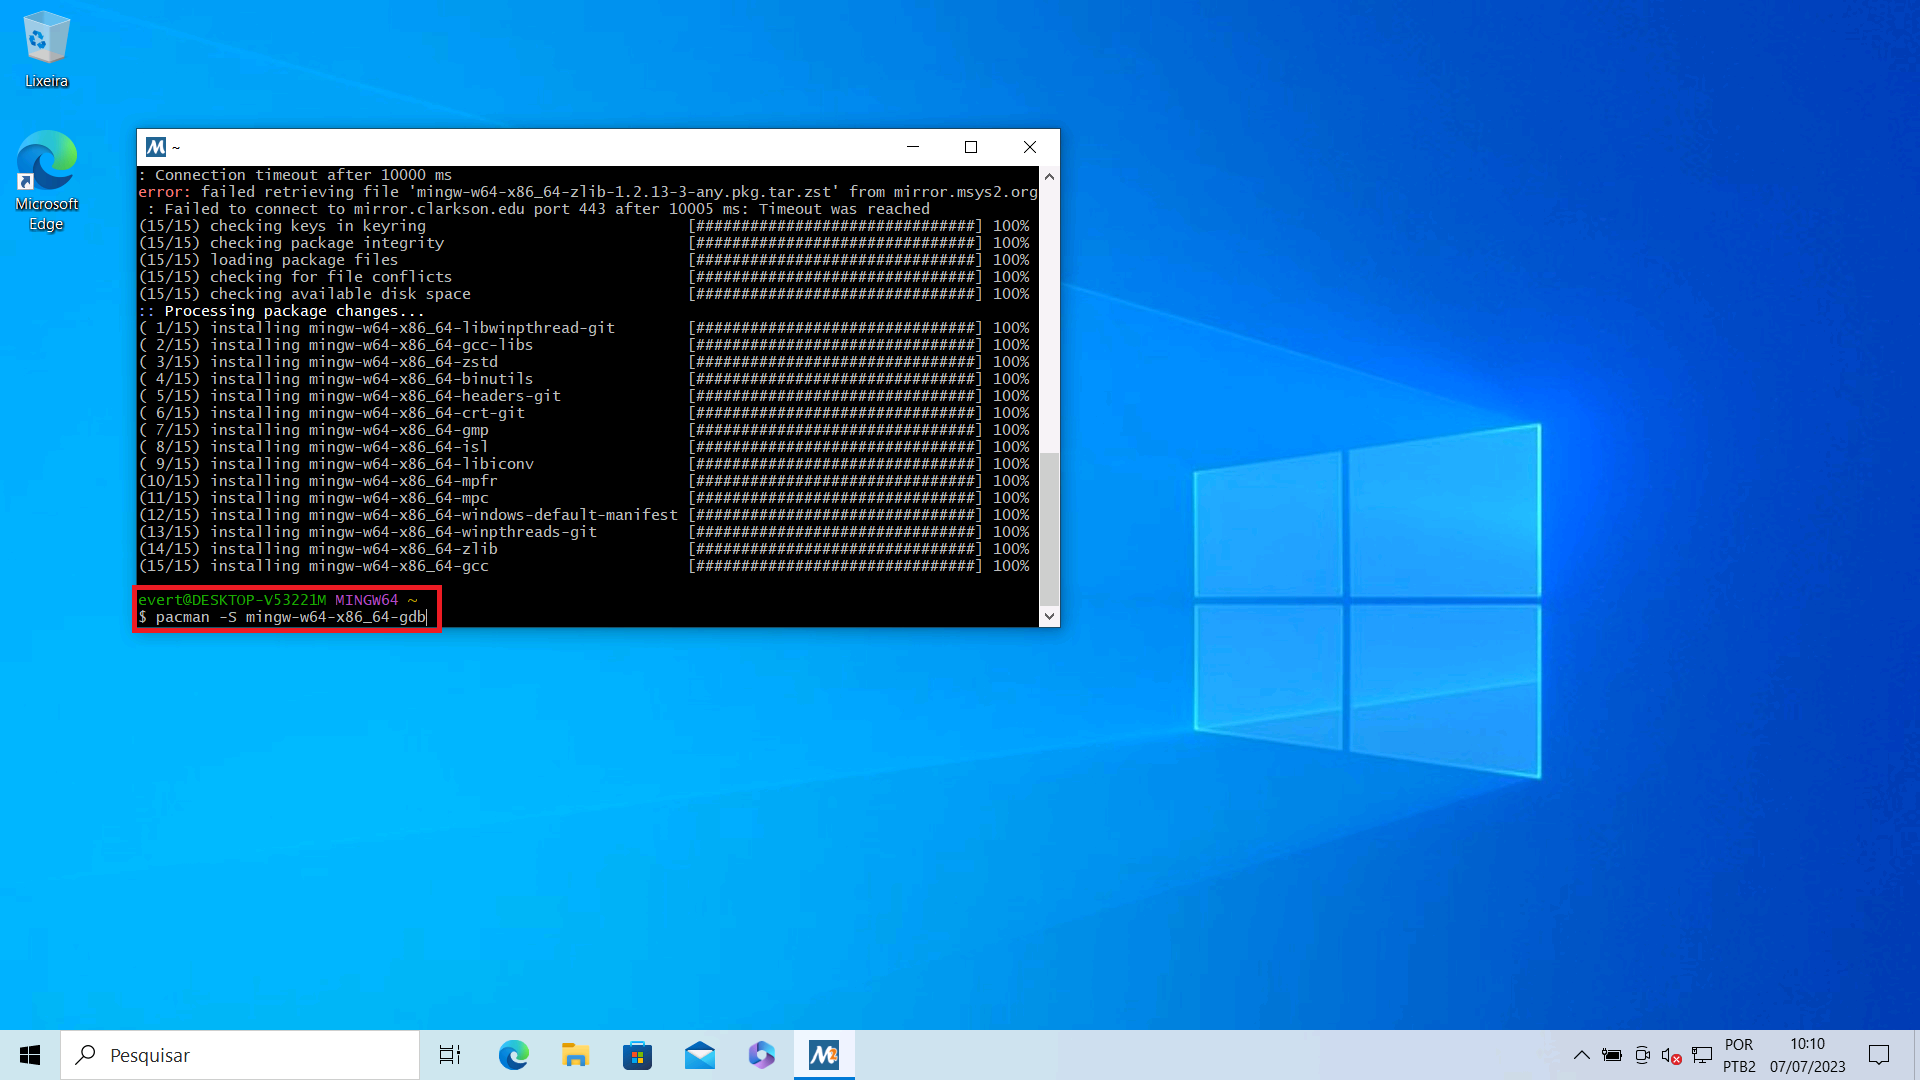 Lixeira
Microsoft
Edge
~
: Connection timeout after 10000 ms
error: failed retrieving file 'mingw-w64-x86_64-zlib-1.2.13-3-any.pkg.tar.zst' from mirror.msys2.org
: Failed to connect to mirror.clarkson.edu port 443 after 10005 ms: Timeout was reached
(15/15) checking keys in keyring [###############################] 100%
(15/15) checking package integrity [###############################] 100%
(15/15) loading package files [###############################] 100%
(15/15) checking for file conflicts [###############################] 100%
(15/15) checking available disk space [###############################] 100%
:: Processing package changes...
( 1/15) installing mingw-w64-x86_64-libwinpthread-git [###############################] 100%
( 2/15) installing mingw-w64-x86_64-gcc-libs [###############################] 100%
( 3/15) installing mingw-w64-x86_64-zstd [###############################] 100%
( 4/15) installing mingw-w64-x86_64-binutils [###############################] 100%
( 5/15) installing mingw-w64-x86_64-headers-git [###############################] 100%
( 6/15) installing mingw-w64-x86_64-crt-git [###############################] 100%
( 7/15) installing mingw-w64-x86_64-gmp [###############################] 100%
( 8/15) installing mingw-w64-x86_64-isl [###############################] 100%
( 9/15) installing mingw-w64-x86_64-libiconv [###############################] 100%
(10/15) installing mingw-w64-x86_64-mpfr [###############################] 100%
(11/15) installing mingw-w64-x86_64-mpc [###############################] 100%
(12/15) installing mingw-w64-x86_64-windows-default-manifest [###############################] 100%
(13/15) installing mingw-w64-x86_64-winpthreads-git [###############################] 100%
(14/15) installing mingw-w64-x86_64-zlib [###############################] 100%
(15/15) installing mingw-w64-x86_64-gcc [###############################] 100%
evert@DESKTOP-V53221M MINGW64 ~
$ pacman -S mingw-w64-x86_64-gdb
Pesquisar
POR
PTB2
10:10
07/07/2023